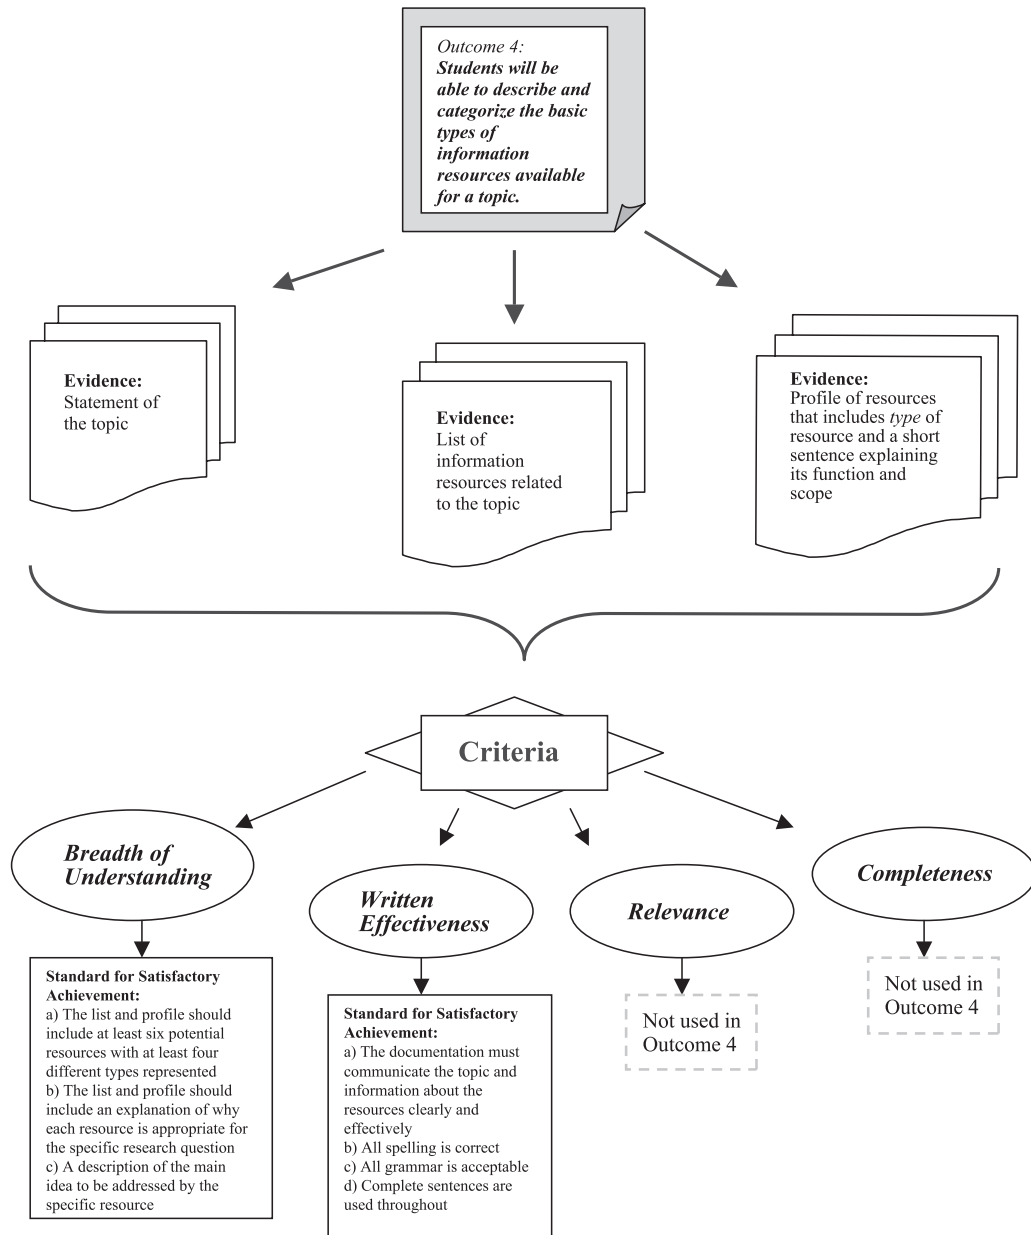 Outcome 4:
Students will be
able to describe and
categorize the basic
types of
information
resources available
for a topic.
Evidence:
Statement of
the topic
Evidence:
List of
information
resources related
to the topic
Evidence:
Profile of resources
that includes type of
resource and a short
sentence explaining
its function and
scope
Criteria
Breadth of
Understanding
Written
Effectiveness
Relevance
Completeness
Standard for Satisfactory
Achievement:
a) The list and profile should
include at least six potential
resources with at least four
different types represented
b) The list and profile should
include an explanation of why
each resource is appropriate for
the specific research question
c) A description of the main
idea to be addressed by the
specific resource
Standard for Satisfactory
Achievement:
a) The documentation must
communicate the topic and
information about the
resources clearly and
effectively
b) All spelling is correct
c) All grammar is acceptable
d) Complete sentences are
used throughout
Not used in
Outcome 4
Not used in
Outcome 4